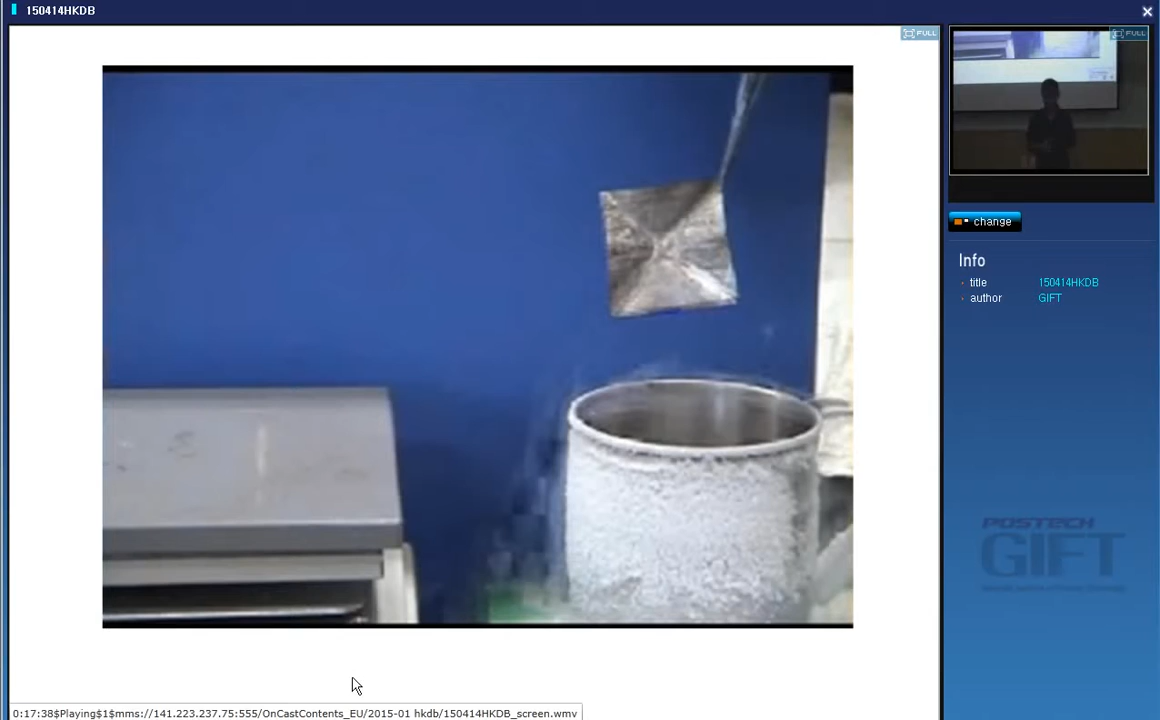 150414HKDB
FULL
FULL
change
Info
title 150414HKDB
author GIFT
POSTECH
GIFT
0:17:38$Playing$1$mms://141.223.237.75:555/OnCastContents_EU/2015-01 hkdb/150414HKDB_screen.wmv